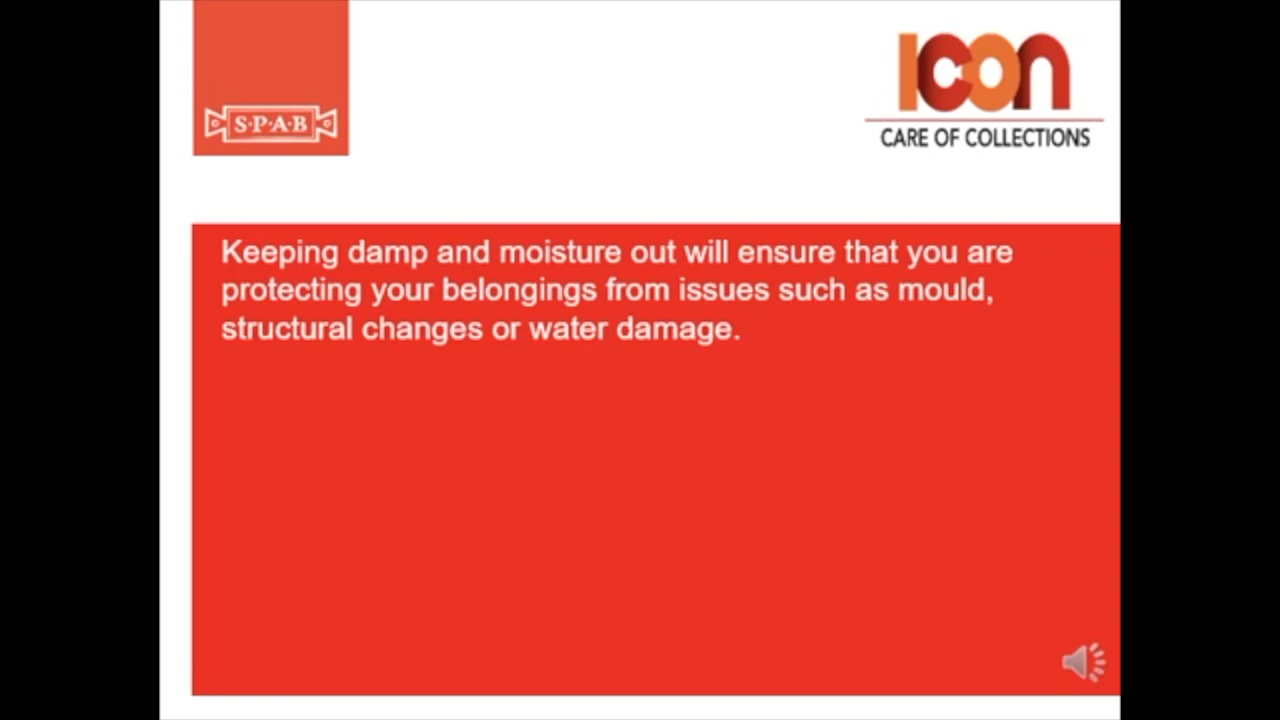 S·P·A·B
ICON
CARE OF COLLECTIONS
Keeping damp and moisture out will ensure that you are
protecting your belongings from issues such as mould,
structural changes or water damage.